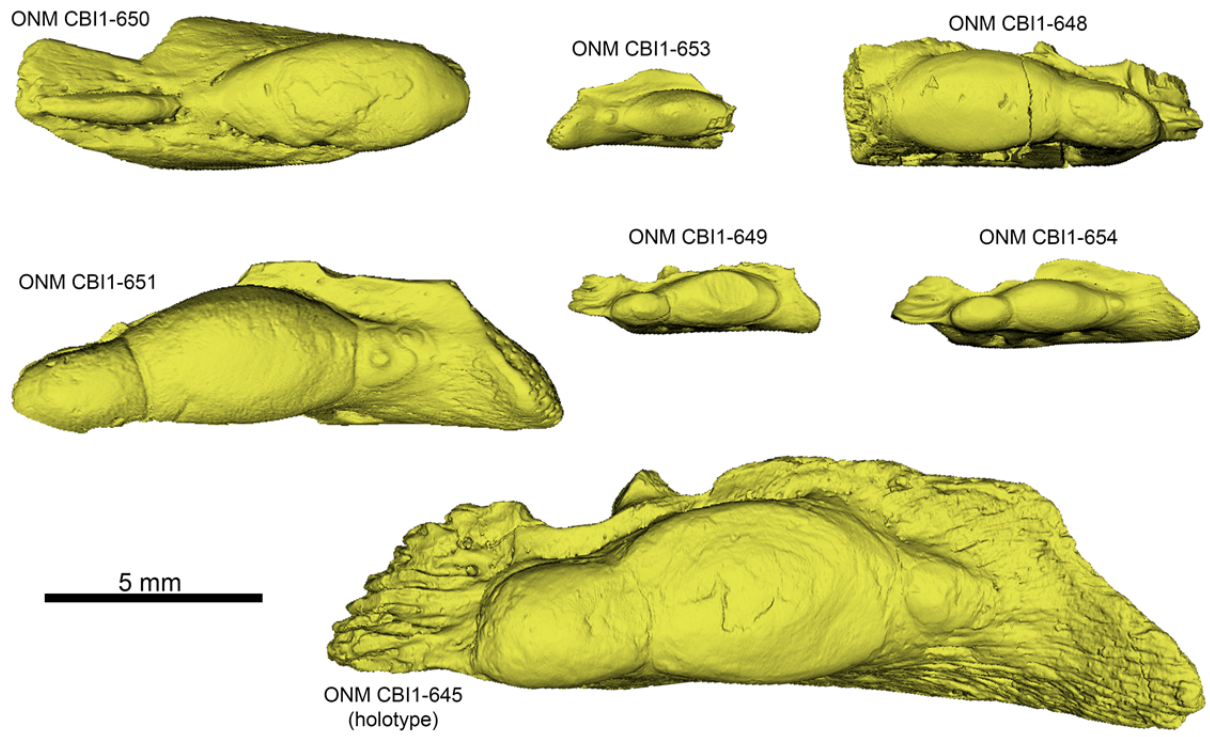 ONM CBI1-650
ONM CBI1-653
ONM CBI1-648
ONM CBI1-651
ONM CBI1-649
ONM CBI1-654
5 mm
ONM CBI1-645
(holotype)